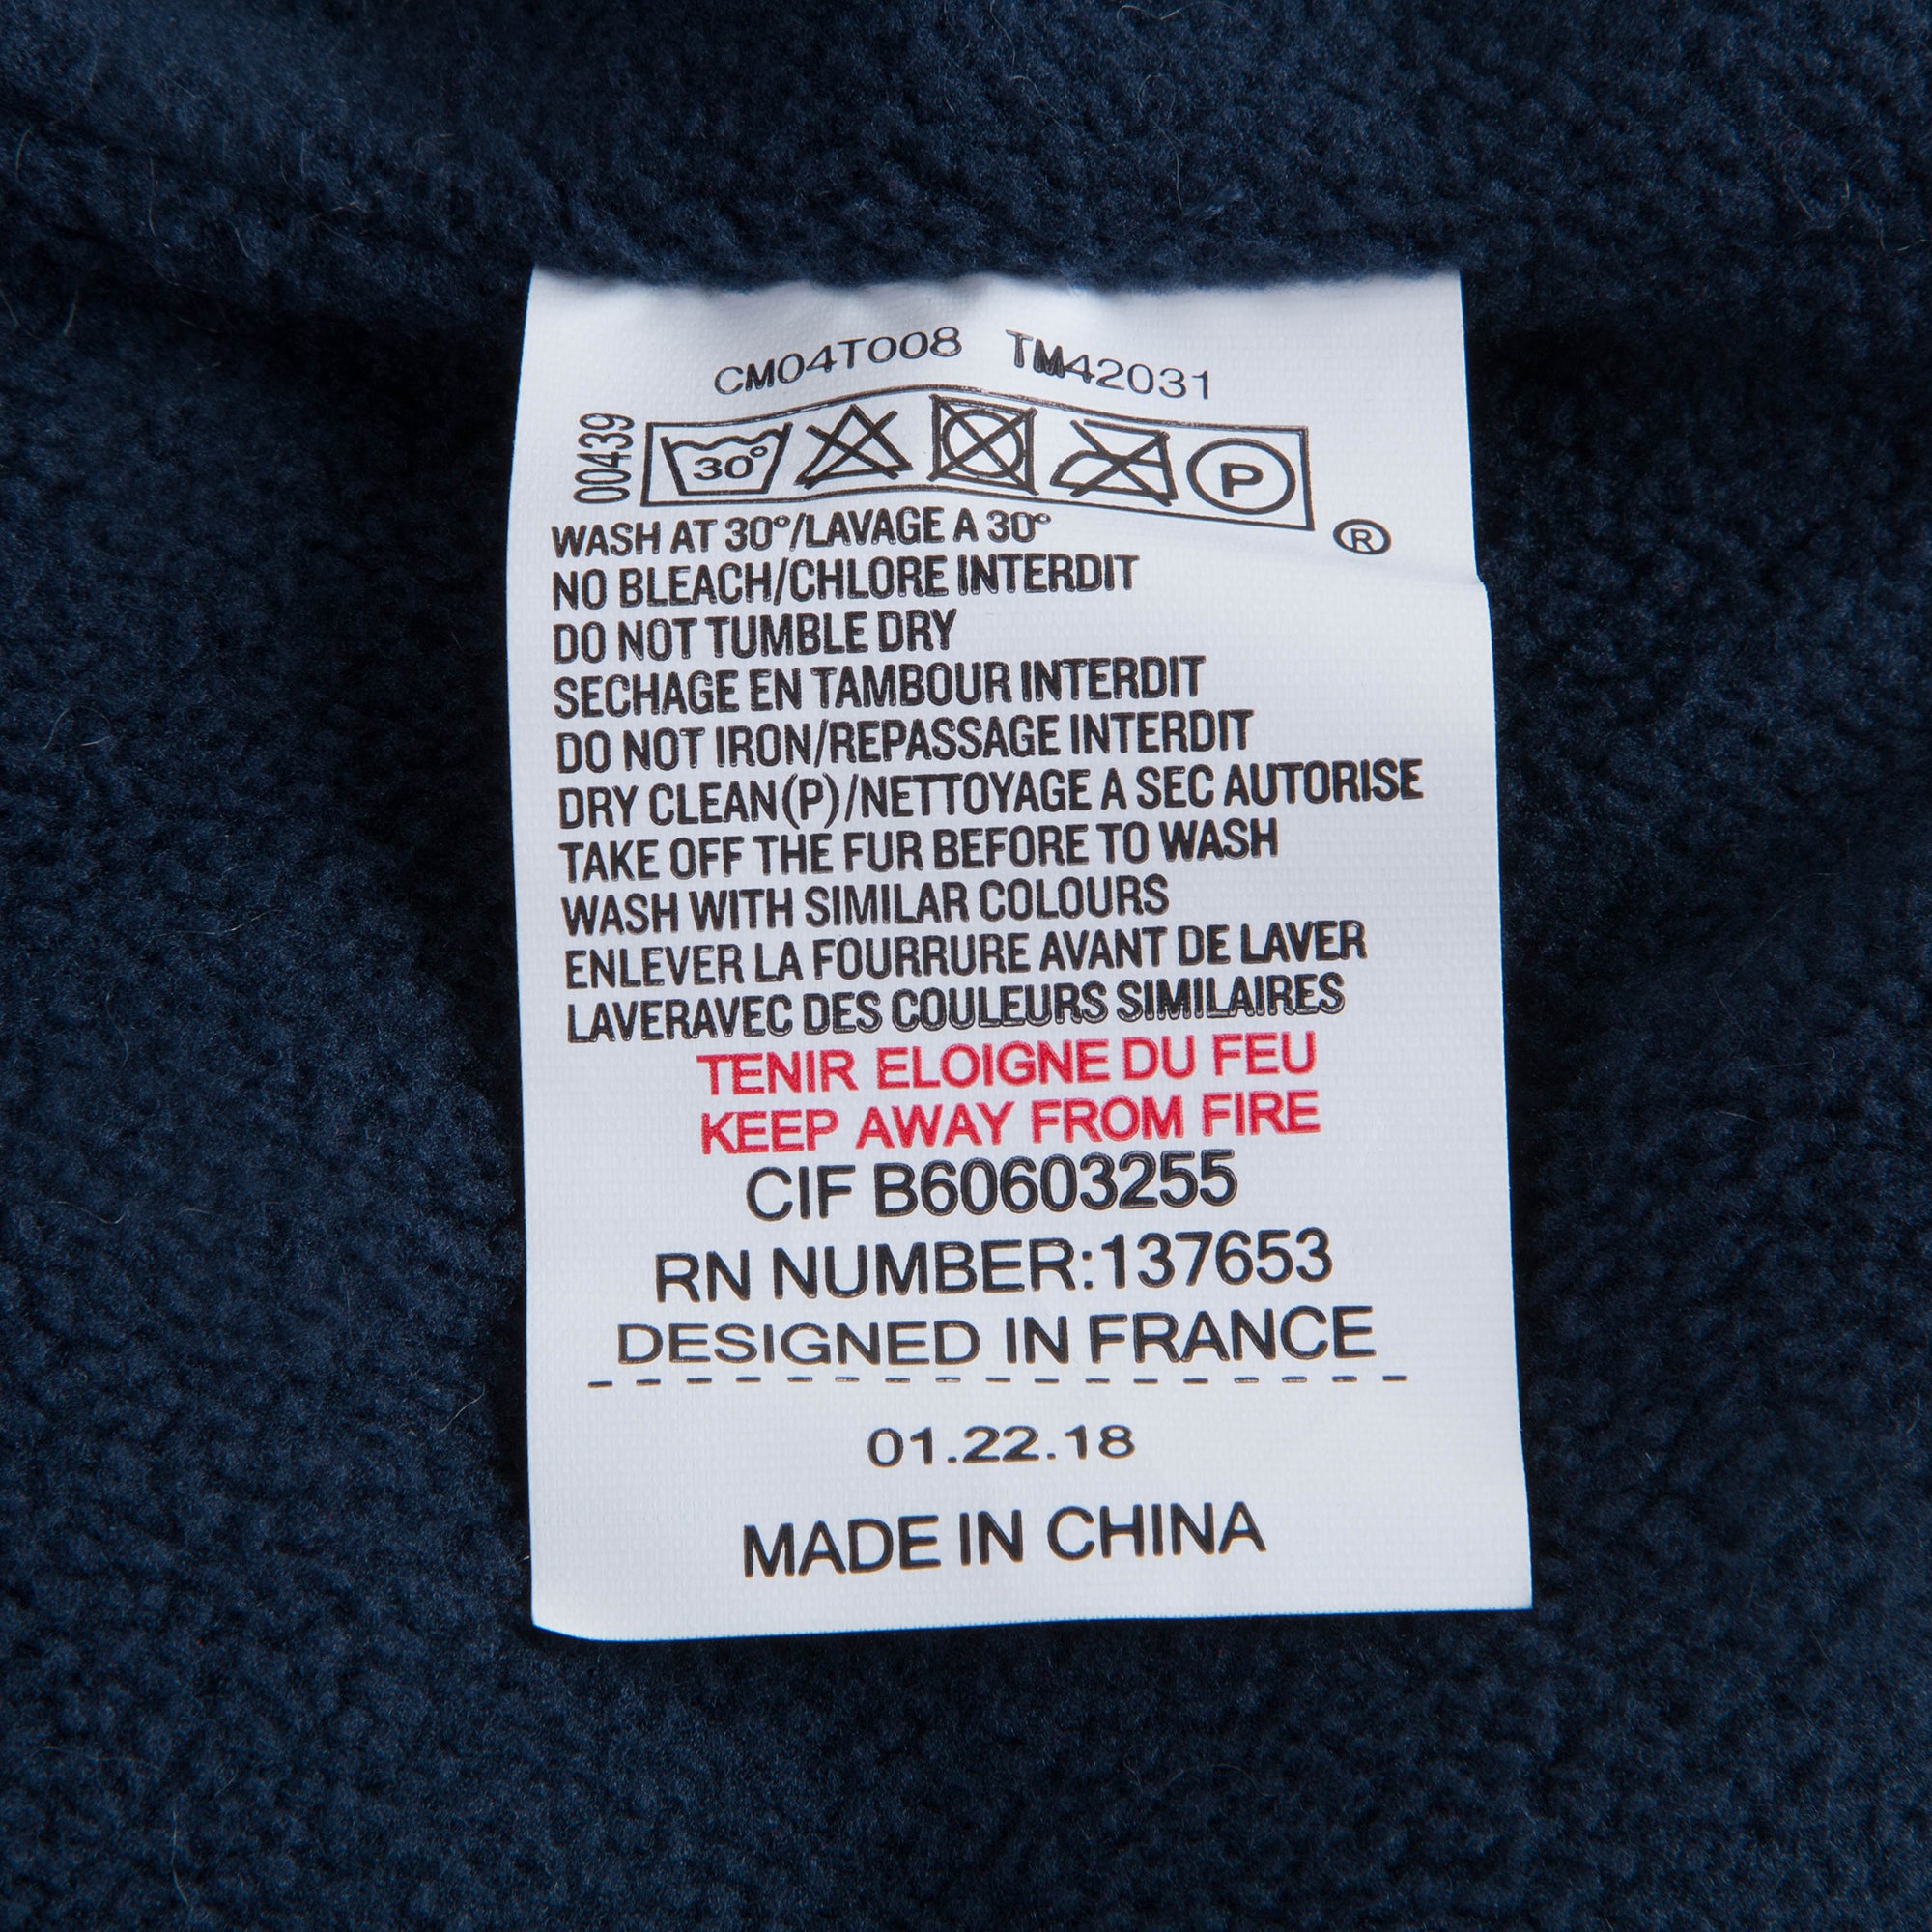 CM04T008 TM42031
00439
30° P
®
WASH AT 30°/LAVAGE A 30°
NO BLEACH/CHLORE INTERDIT
DO NOT TUMBLE DRY
SECHAGE EN TAMBOUR INTERDIT
DO NOT IRON/REPASSAGE INTERDIT
DRY CLEAN(P)/NETTOYAGE A SEC AUTORISE
TAKE OFF THE FUR BEFORE TO WASH
WASH WITH SIMILAR COLOURS
ENLEVER LA FOURRURE AVANT DE LAVER
LAVERAVEC DES COULEURS SIMILAIRES
TENIR ELOIGNE DU FEU
KEEP AWAY FROM FIRE
CIF B60603255
RN NUMBER:137653
DESIGNED IN FRANCE
01.22.18
MADE IN CHINA